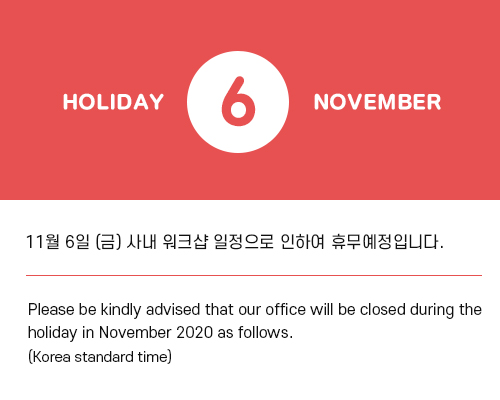 HOLIDAY 6 NOVEMBER
11월 6일 (금) 사내 워크샵 일정으로 인하여 휴무예정입니다.
Please be kindly advised that our office will be closed during the
holiday in November 2020 as follows.
(Korea standard time)